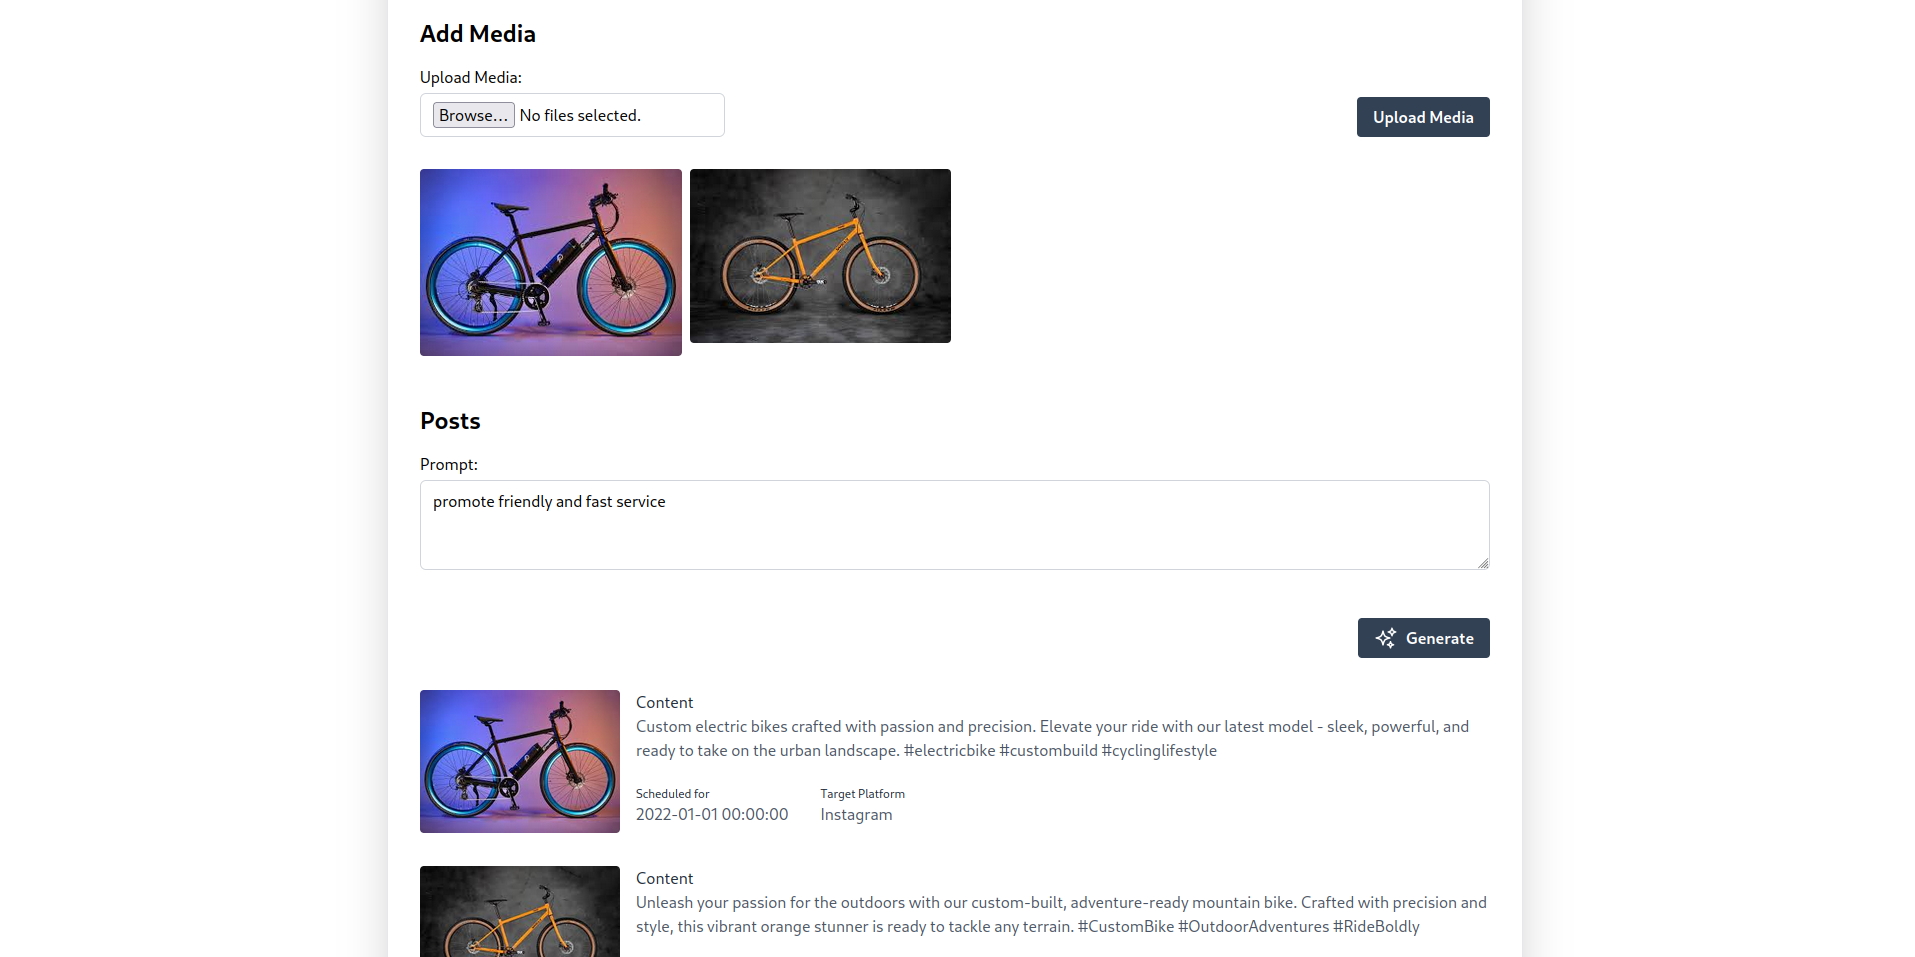 Add Media
Upload Media:
Browse... No files selected.
Upload Media
Posts
Prompt:
promote friendly and fast service
Generate
Content
Custom electric bikes crafted with passion and precision. Elevate your ride with our latest model - sleek, powerful, and
ready to take on the urban landscape. #electricbike #custombuild #cyclinglifestyle
Scheduled for
2022-01-01 00:00:00
Target Platform
Instagram
Content
Unleash your passion for the outdoors with our custom-built, adventure-ready mountain bike. Crafted with precision and
style, this vibrant orange stunner is ready to tackle any terrain. #CustomBike #OutdoorAdventures #RideBoldly